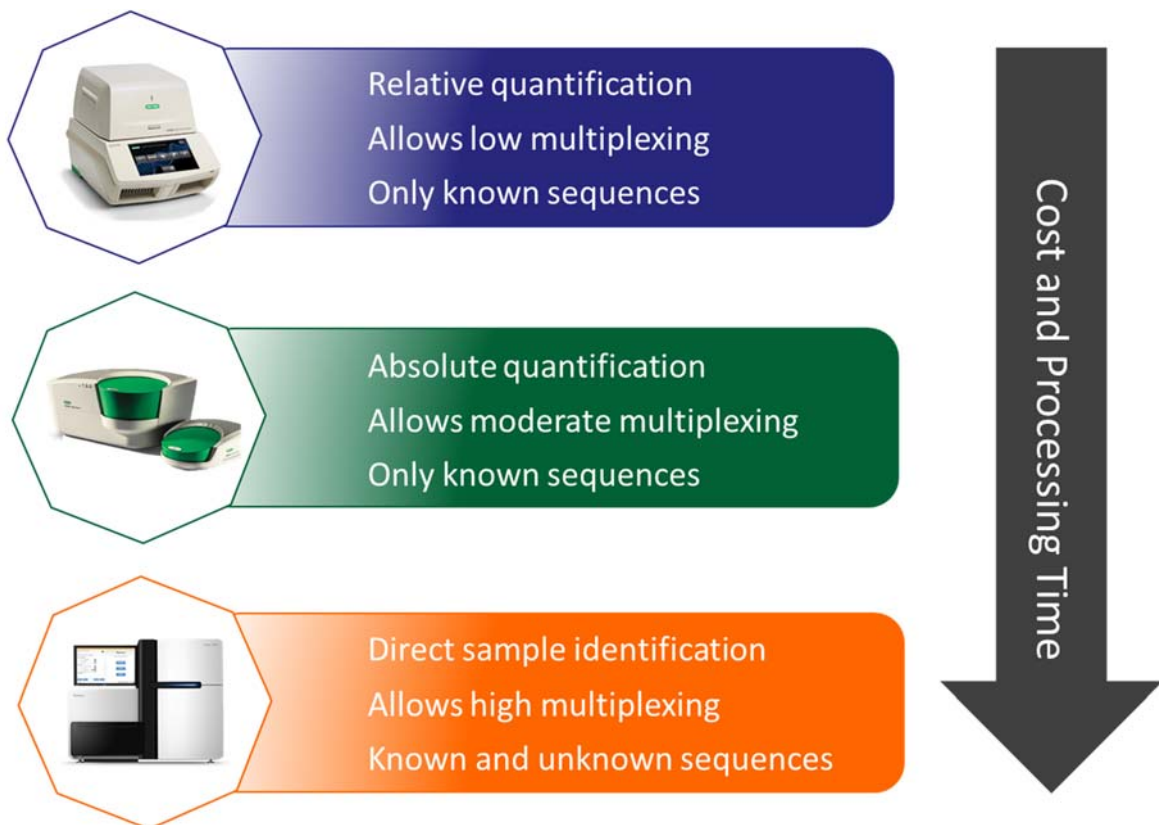 Relative quantification
Allows low multiplexing
Only known sequences
Absolute quantification
Allows moderate multiplexing
Only known sequences
Direct sample identification
Allows high multiplexing
Known and unknown sequences
Cost and Processing Time